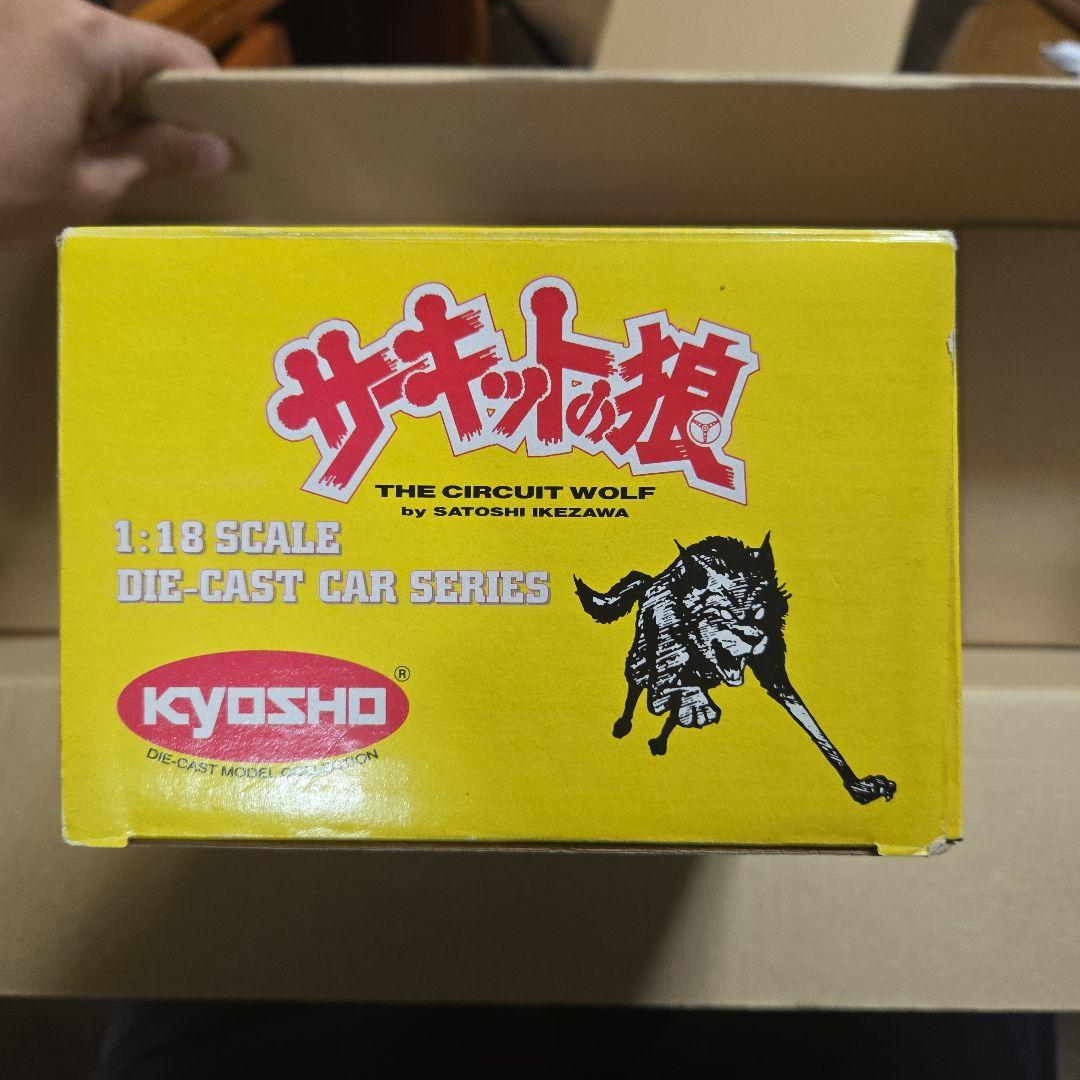 サーキットの狼
THE CIRCUIT WOLF
by SATOSHI IKEZAWA
1:18 SCALE
DIE-CAST CAR SERIES
KYOSHO ®
DIE-CAST MODEL COLLECTION